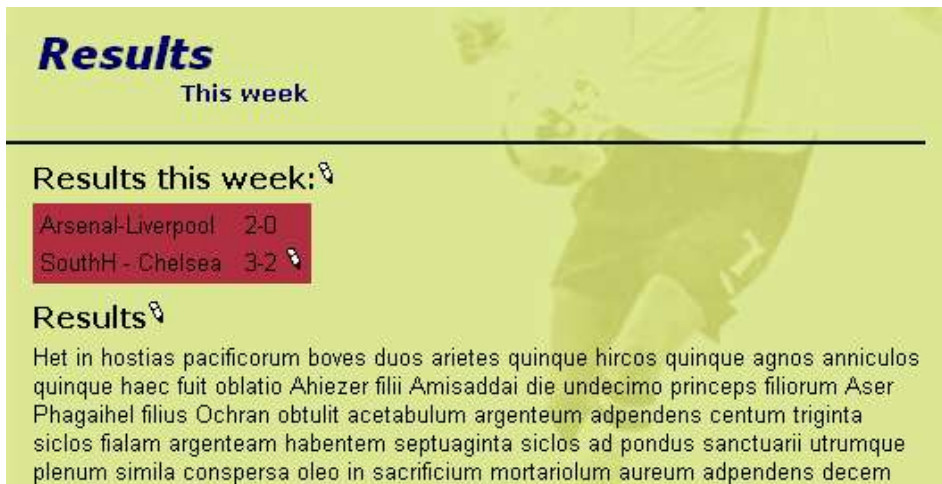 Results
This week
Results this week:
Arsenal-Liverpool 2-0
SouthH - Chelsea 3-2
Results
Het in hostias pacificorum boves duos arietes quinque hircos quinque agnos anniculos
quinque haec fuit oblatio Ahiezer filii Amisaddai die undecimo princeps filiorum Aser
Phagaihel filius Ochran obtulit acetabulum argenteum adpendens centum triginta
siclos fialam argenteam habentem septuaginta siclos ad pondus sanctuarii utrumque
plenum simila conspersa oleo in sacrificium mortariolum aureum adpendens decem